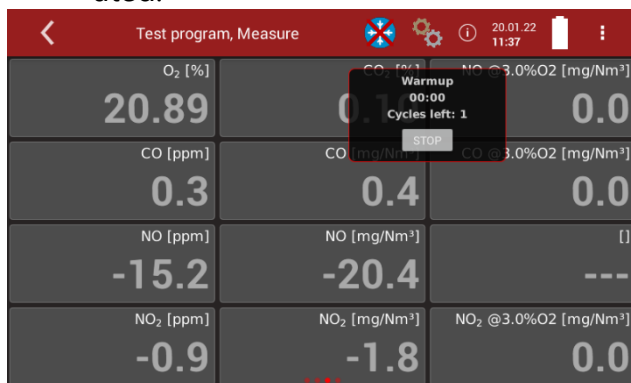 Test program, Measure
20.01.22
11:37
O₂ [%]
20.89
CO₂ [%]
NO @3.0%O2 [mg/Nm³]
0.0
Warmup
00:00
Cycles left: 1
STOP
CO [ppm]
0.3
CO [mg/Nm³]
0.4
CO @3.0%O2 [mg/Nm³]
0.0
NO [ppm]
-15.2
NO [mg/Nm³]
-20.4
[]
---
NO₂ [ppm]
-0.9
NO₂ [mg/Nm³]
-1.8
NO₂ @3.0%O2 [mg/Nm³]
0.0